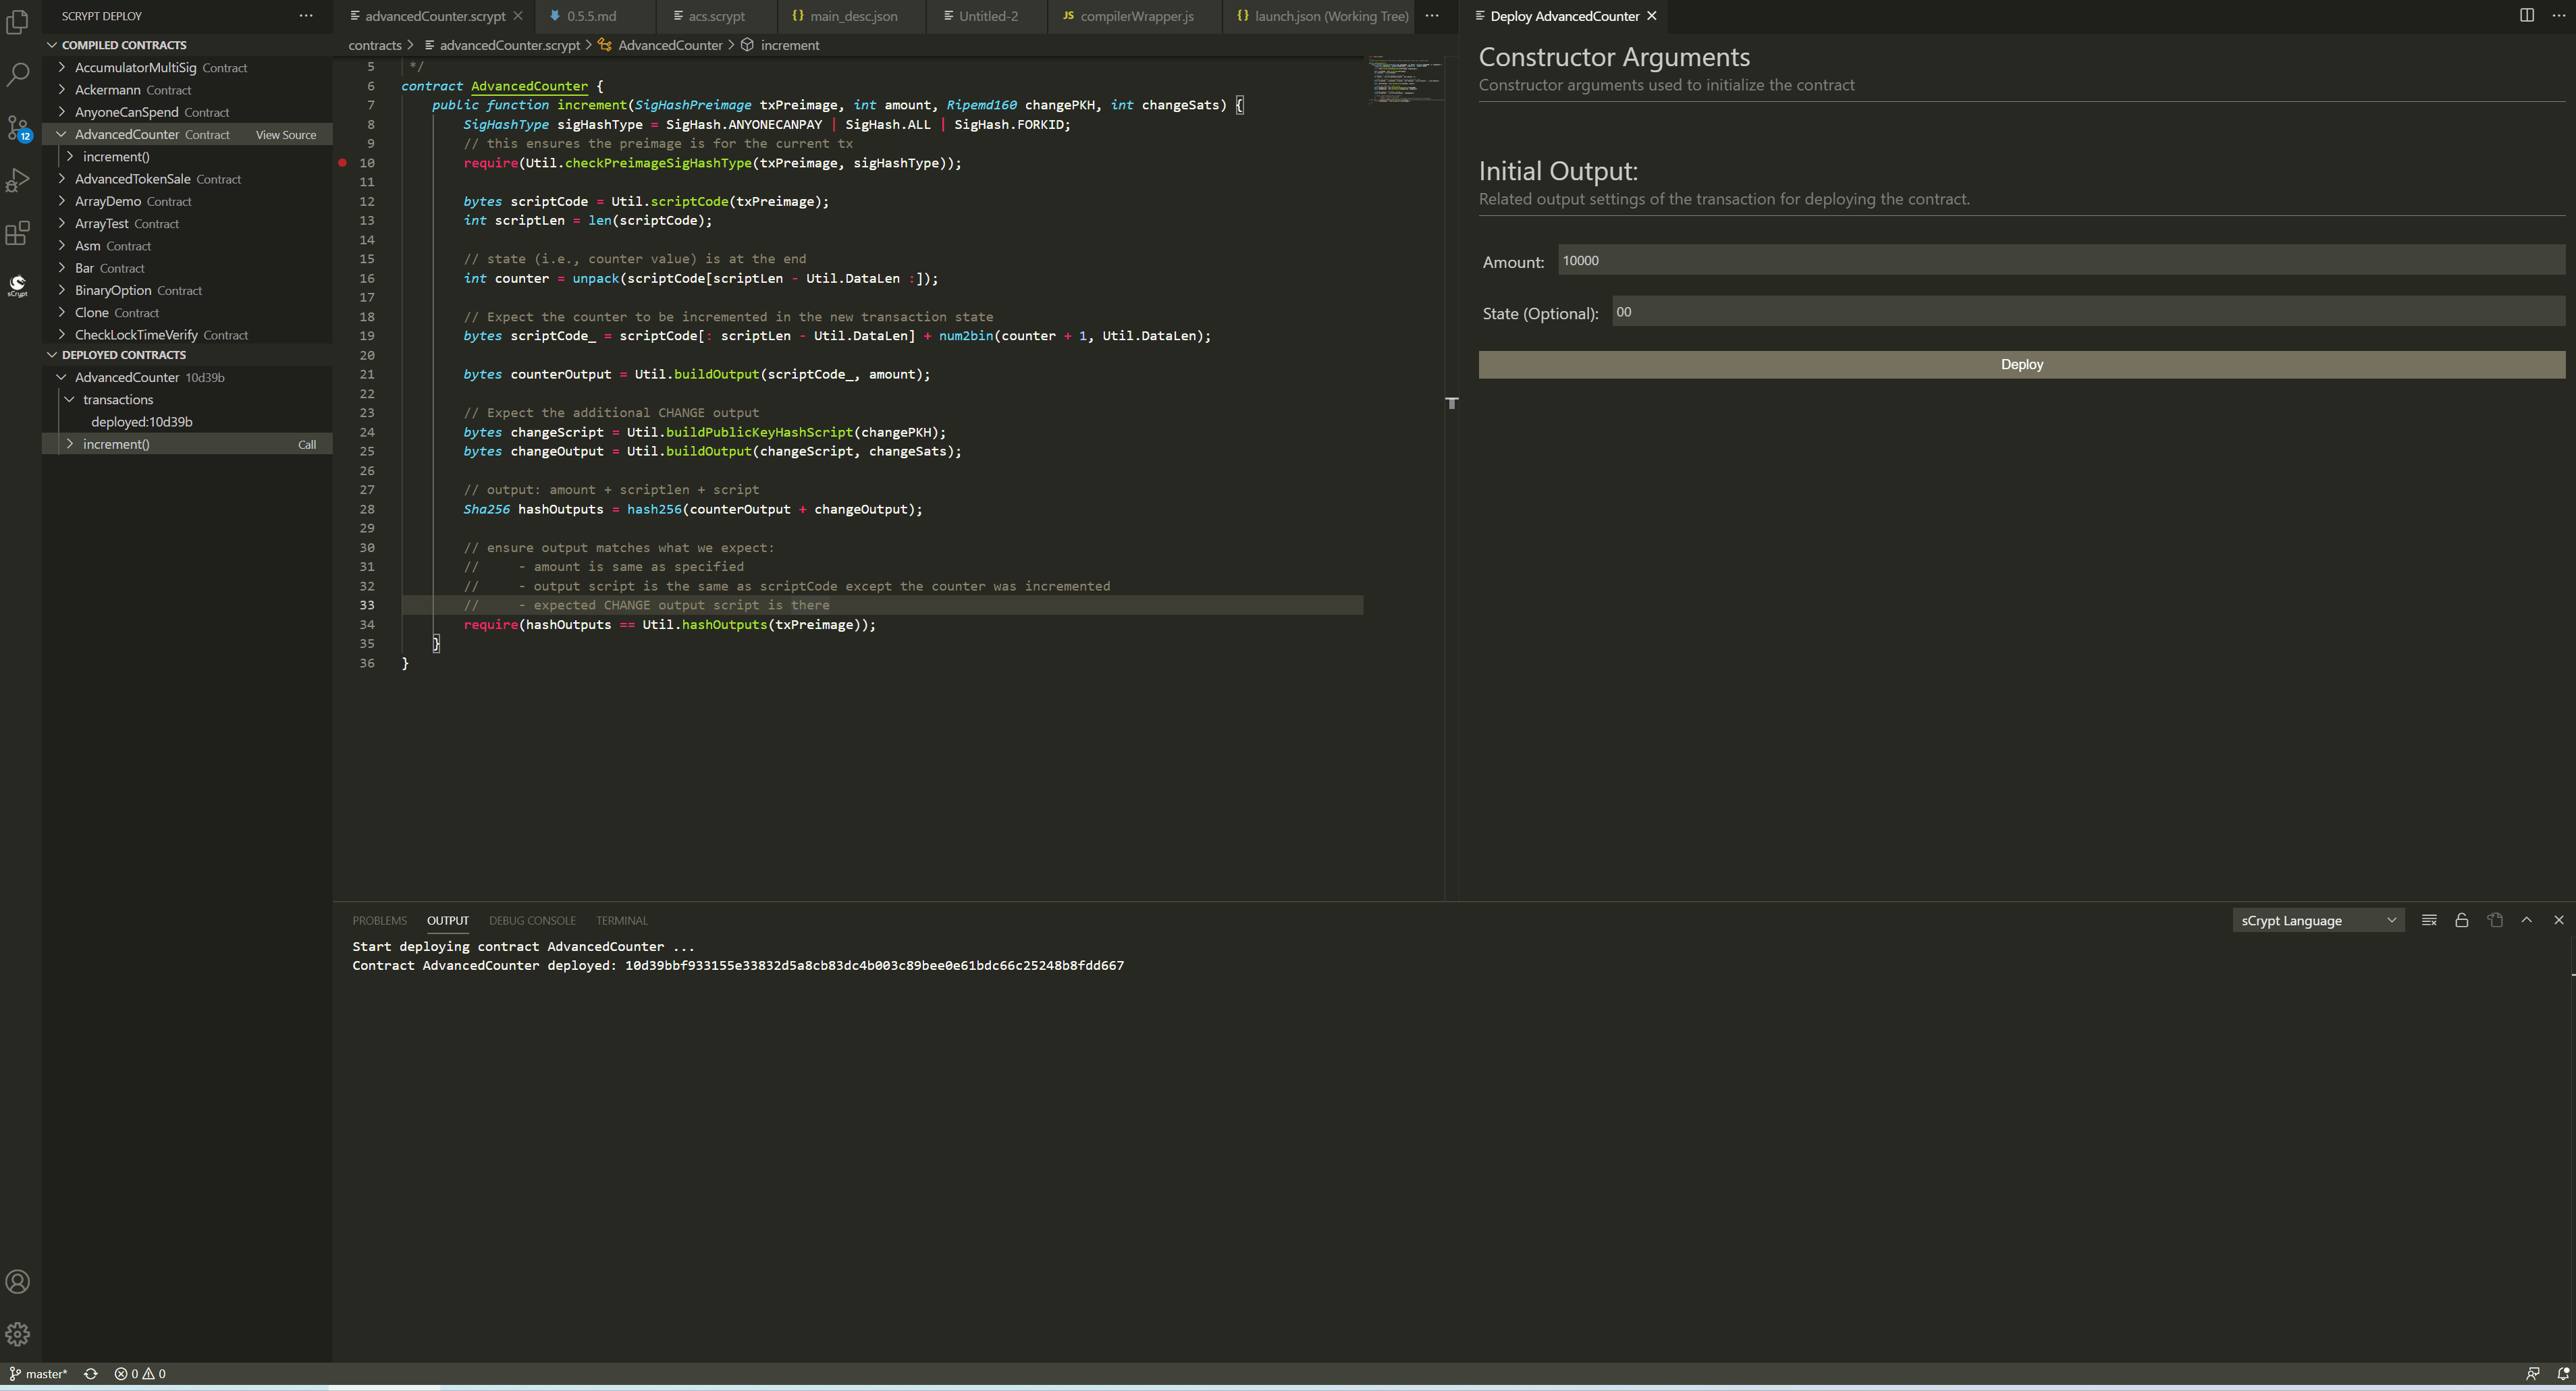 SCRYPT DEPLOY
COMPILED CONTRACTS
AccumulatorMultiSig Contract
Ackermann Contract
AnyoneCanSpend Contract
AdvancedCounter Contract View Source
increment()
AdvancedTokenSale Contract
ArrayDemo Contract
ArrayTest Contract
Asm Contract
Bar Contract
BinaryOption Contract
Clone Contract
CheckLockTimeVerify Contract
DEPLOYED CONTRACTS
AdvancedCounter 10d39b
transactions
deployed:10d39b
increment() Call
12
sCrypt
advancedCounter.scrypt 0.5.5.md acs.scrypt {} main_desc.json Untitled-2 JS compilerWrapper.js {} launch.json (Working Tree) ...
contracts > advancedCounter.scrypt > AdvancedCounter > increment
5 */
6 contract AdvancedCounter {
7 public function increment(SigHashPreimage txPreimage, int amount, Ripemd160 changePKH, int changeSats) {
8 SigHashType sigHashType = SigHash.ANYONECANPAY | SigHash.ALL | SigHash.FORKID;
9 // this ensures the preimage is for the current tx
10 require(Util.checkPreimageSigHashType(txPreimage, sigHashType));
11
12 bytes scriptCode = Util.scriptCode(txPreimage);
13 int scriptLen = len(scriptCode);
14
15 // state (i.e., counter value) is at the end
16 int counter = unpack(scriptCode[scriptLen - Util.DataLen :]);
17
18 // Expect the counter to be incremented in the new transaction state
19 bytes scriptCode_ = scriptCode[: scriptLen - Util.DataLen] + num2bin(counter + 1, Util.DataLen);
20
21 bytes counterOutput = Util.buildOutput(scriptCode_, amount);
22
23 // Expect the additional CHANGE output
24 bytes changeScript = Util.buildPublicKeyHashScript(changePKH);
25 bytes changeOutput = Util.buildOutput(changeScript, changeSats);
26
27 // output: amount + scriptlen + script
28 Sha256 hashOutputs = hash256(counterOutput + changeOutput);
29
30 // ensure output matches what we expect:
31 // - amount is same as specified
32 // - output script is the same as scriptCode except the counter was incremented
33 // - expected CHANGE output script is there
34 require(hashOutputs == Util.hashOutputs(txPreimage));
35 }
36 }
Deploy AdvancedCounter
Constructor Arguments
Constructor arguments used to initialize the contract
Initial Output:
Related output settings of the transaction for deploying the contract.
Amount: 10000
State (Optional): 00
Deploy
PROBLEMS OUTPUT DEBUG CONSOLE TERMINAL sCrypt Language
Start deploying contract AdvancedCounter ...
Contract AdvancedCounter deployed: 10d39bbf933155e33832d5a8cb83dc4b003c89bee0e61bdc66c25248b8fdd667
master* 0 0